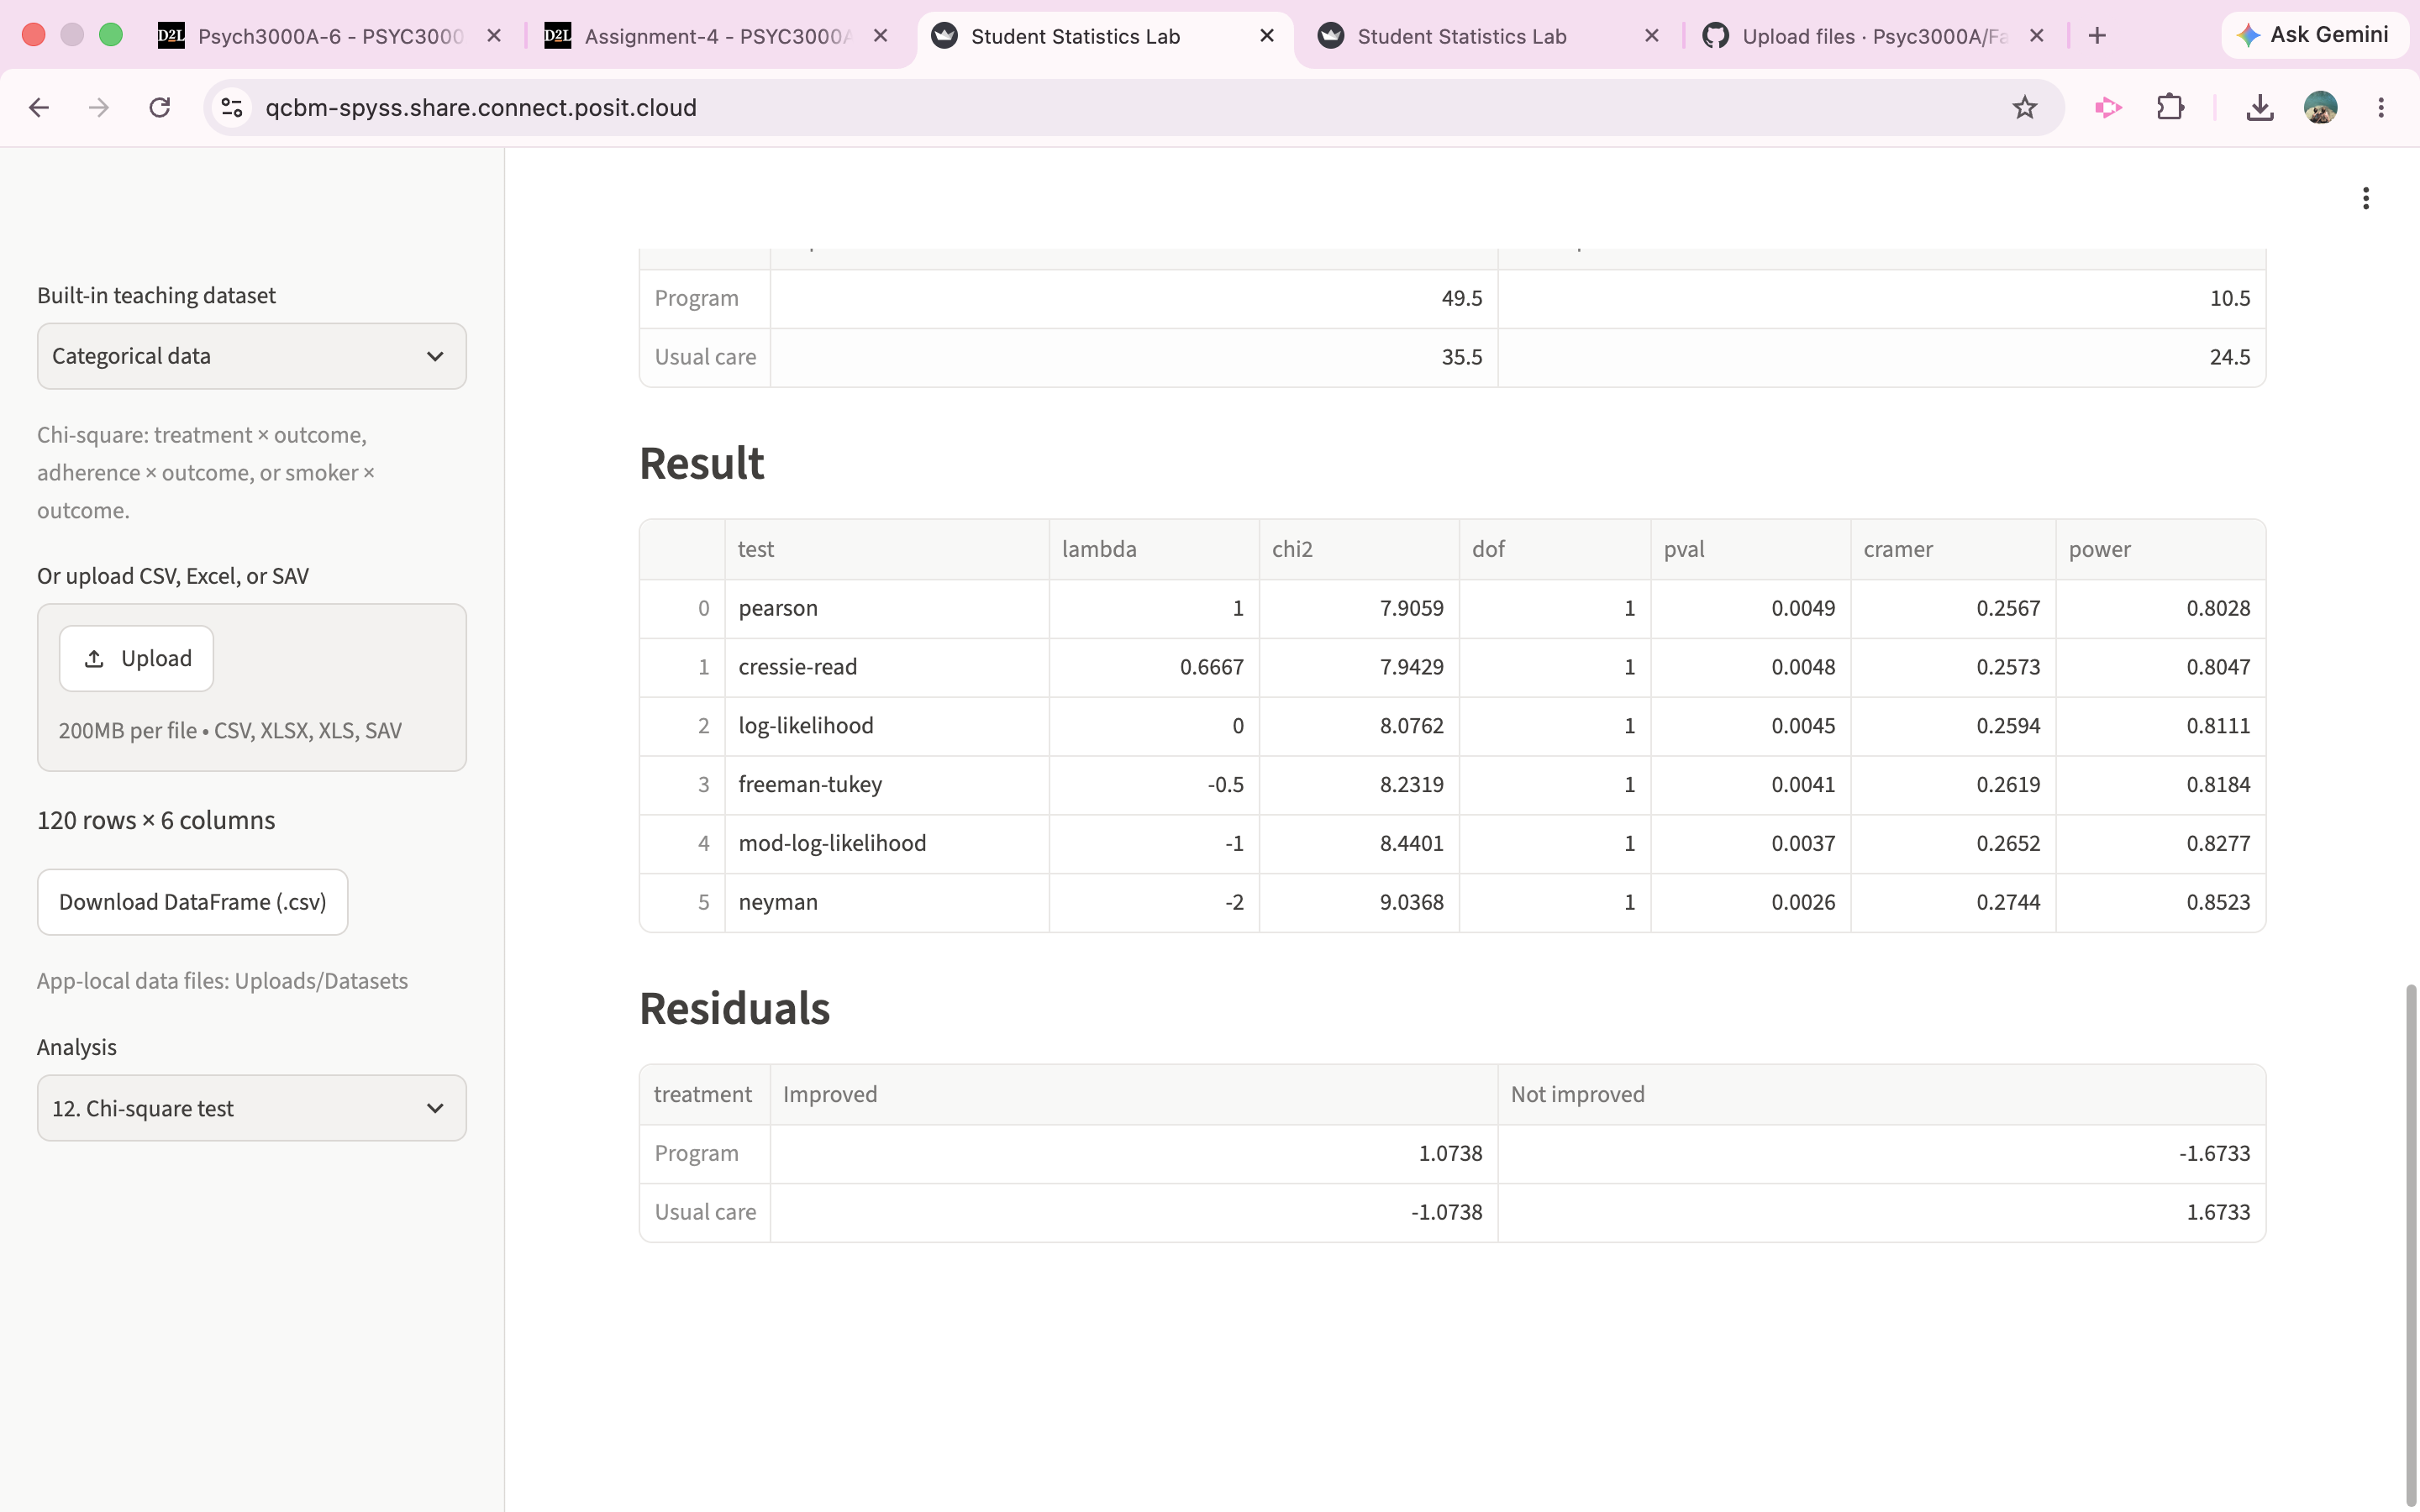 Psych3000A-6 - PSYC3000
Assignment-4 - PSYC3000A
Student Statistics Lab
Student Statistics Lab
Upload files · Psyc3000A/Fa
Ask Gemini
qcbm-spyss.share.connect.posit.cloud
Built-in teaching dataset
Categorical data
Chi-square: treatment × outcome,
adherence × outcome, or smoker ×
outcome.
Or upload CSV, Excel, or SAV
Upload
200MB per file • CSV, XLSX, XLS, SAV
120 rows × 6 columns
Download DataFrame (.csv)
App-local data files: Uploads/Datasets
Analysis
12. Chi-square test
Program 49.5 10.5
Usual care 35.5 24.5
Result
test lambda chi2 dof pval cramer power
0 pearson 1 7.9059 1 0.0049 0.2567 0.8028
1 cressie-read 0.6667 7.9429 1 0.0048 0.2573 0.8047
2 log-likelihood 0 8.0762 1 0.0045 0.2594 0.8111
3 freeman-tukey -0.5 8.2319 1 0.0041 0.2619 0.8184
4 mod-log-likelihood -1 8.4401 1 0.0037 0.2652 0.8277
5 neyman -2 9.0368 1 0.0026 0.2744 0.8523
Residuals
treatment Improved Not improved
Program 1.0738 -1.6733
Usual care -1.0738 1.6733